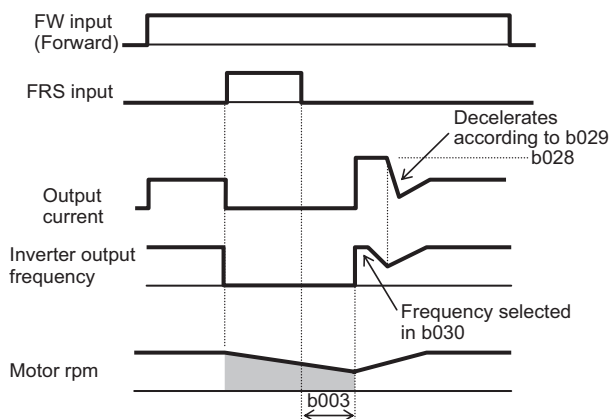 FW input
(Forward)
FRS input
Decelerates
according to b029
b028
Output
current
Inverter output
frequency
Frequency selected
in b030
Motor rpm
b003